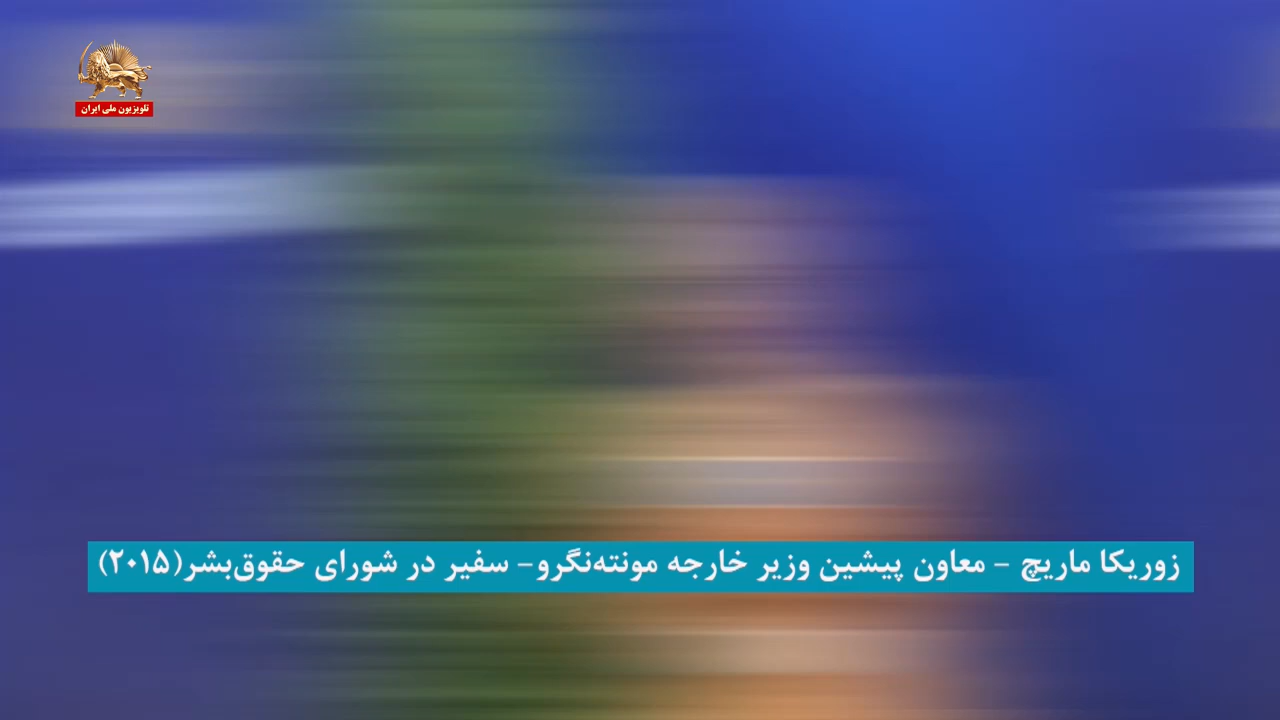 تلویزیون ملی ایران
زوریکا ماریچ - معاون پیشین وزیر خارجه مونته‌نگرو- سفیر در شورای حقوق‌بشر(۲۰۱۵)